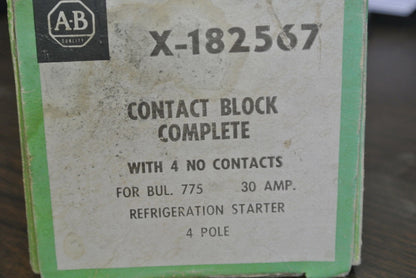 A-B
QUALITY
X-182567
CONTACT BLOCK
COMPLETE
WITH 4 NO CONTACTS
FOR BUL. 775 30 AMP.
REFRIGERATION STARTER
4 POLE